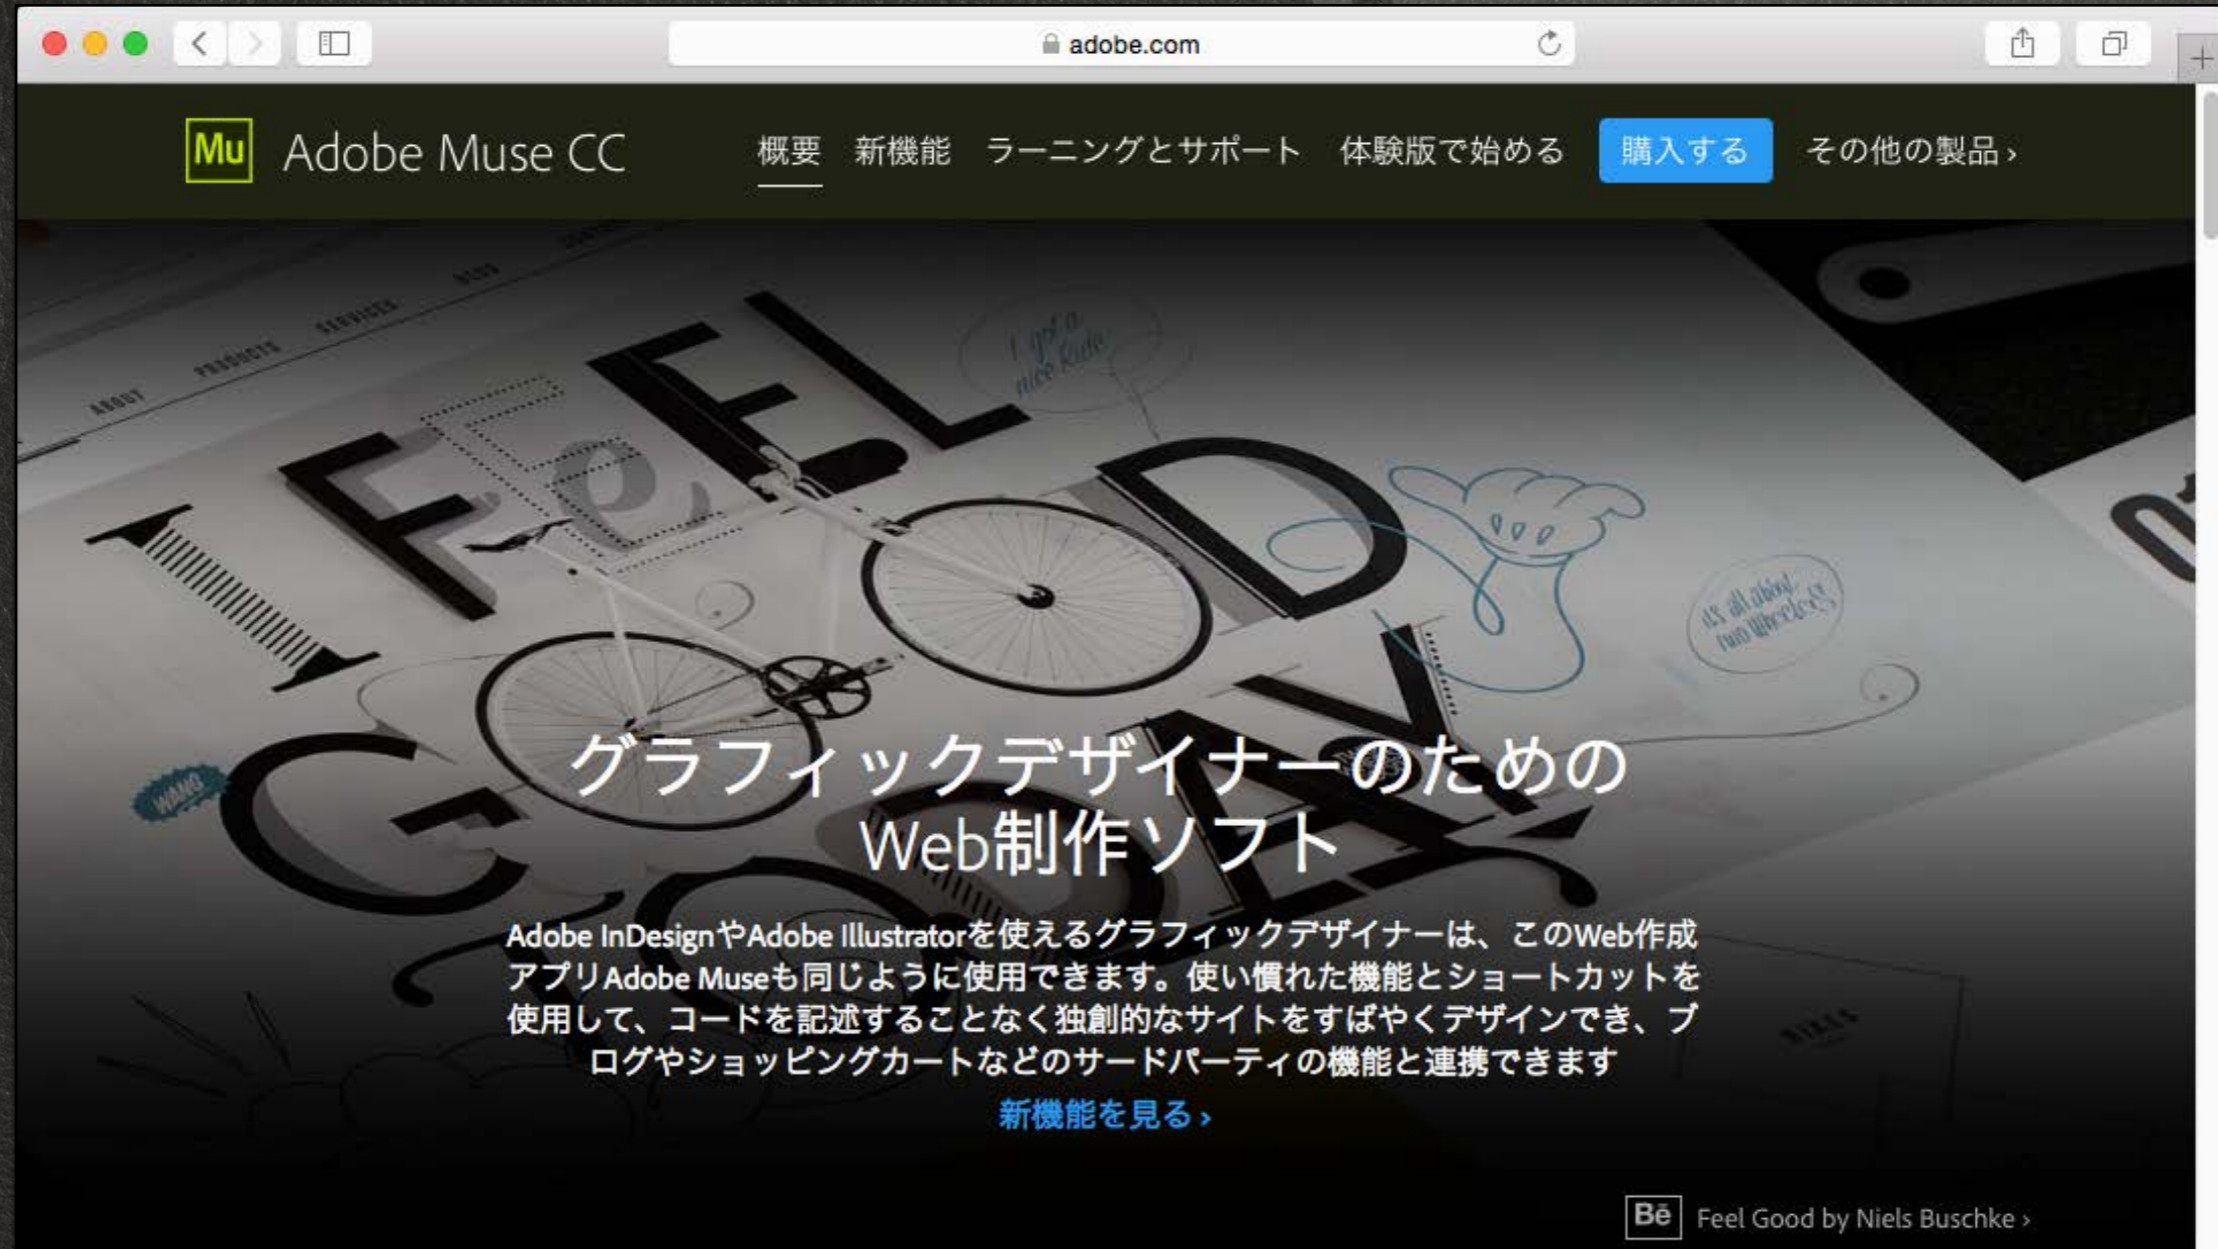 adobe.com
Mu Adobe Muse CC 概要 新機能 ラーニングとサポート 体験版で始める 購入する その他の製品 ›
ABOUT PRODUCTS SERVICES BLOG
I FEEL
I got a
nice Ride
GOOD
DAY
its all about
two wheelers
WANG
01
グラフィックデザイナーのための
Web制作ソフト
Adobe InDesignやAdobe Illustratorを使えるグラフィックデザイナーは、このWeb作成
アプリAdobe Museも同じように使用できます。使い慣れた機能とショートカットを
使用して、コードを記述することなく独創的なサイトをすばやくデザインでき、ブ
ログやショッピングカートなどのサードパーティの機能と連携できます
新機能を見る ›
BIKES
Bē Feel Good by Niels Buschke ›